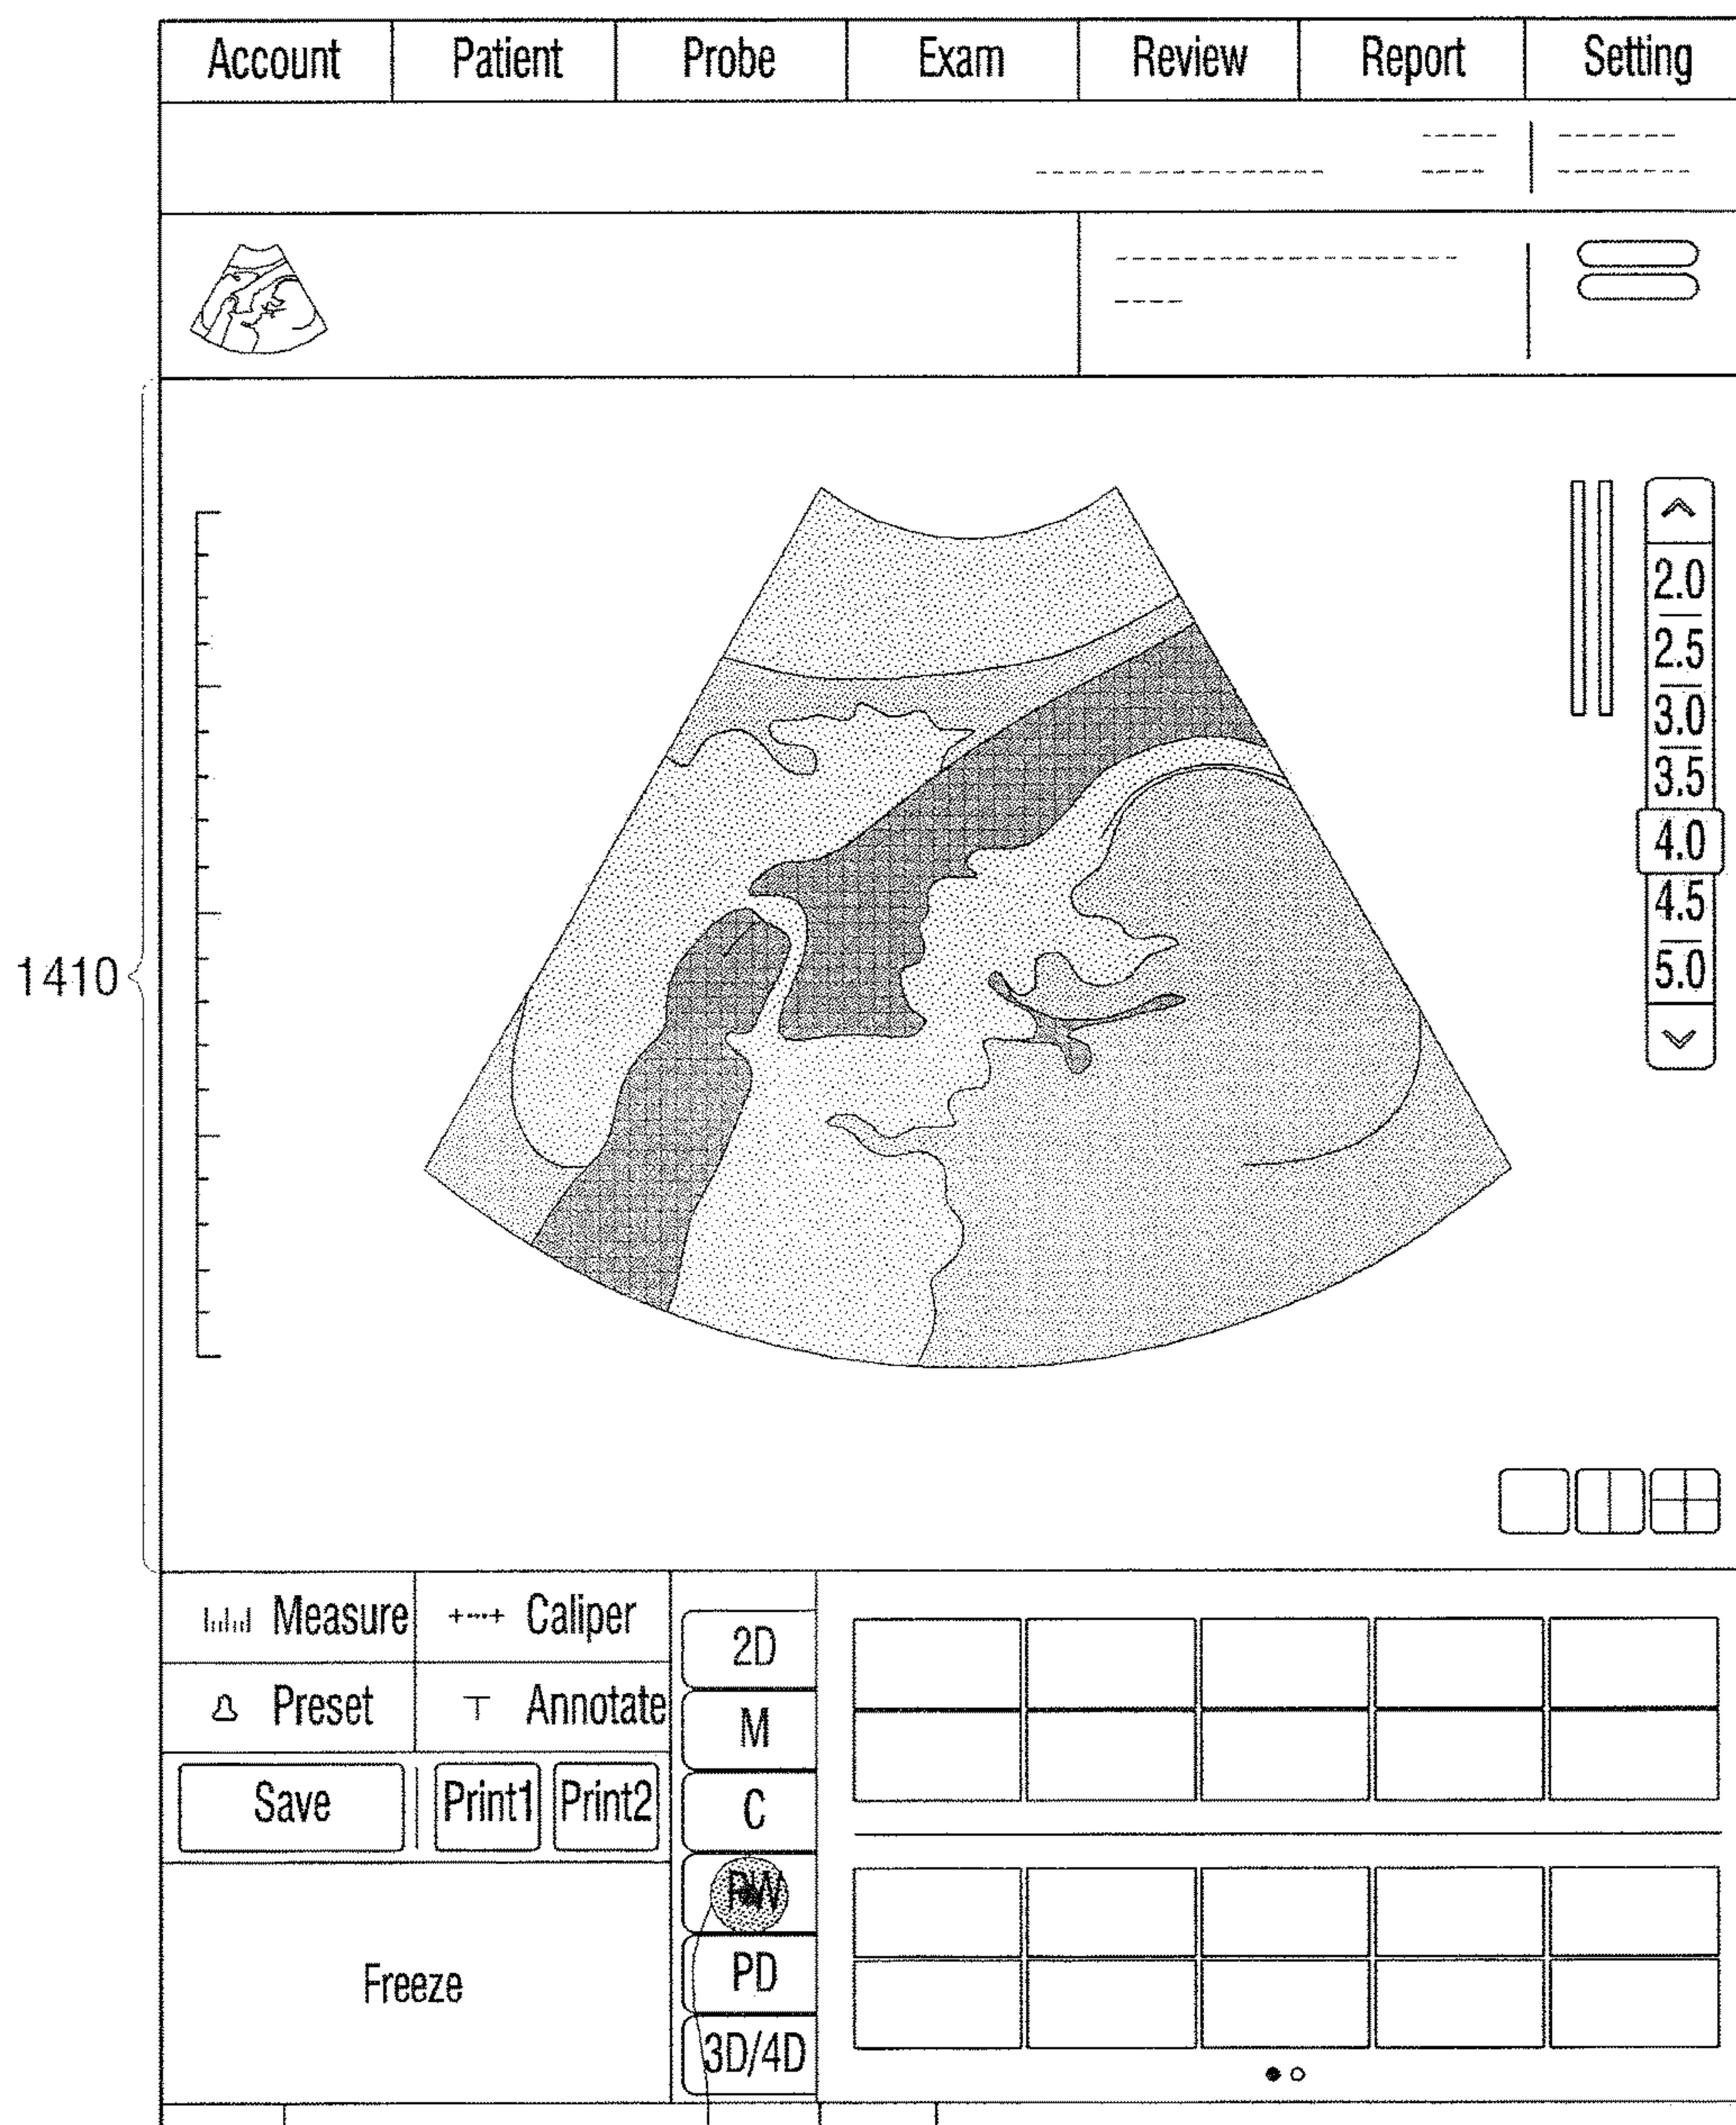 Account Patient Probe Exam Review Report Setting
2.0
2.5
3.0
3.5
4.0
4.5
5.0
1410
Measure Caliper
Preset Annotate
Save Print1 Print2
Freeze
2D
M
C
PW
PD
3D/4D